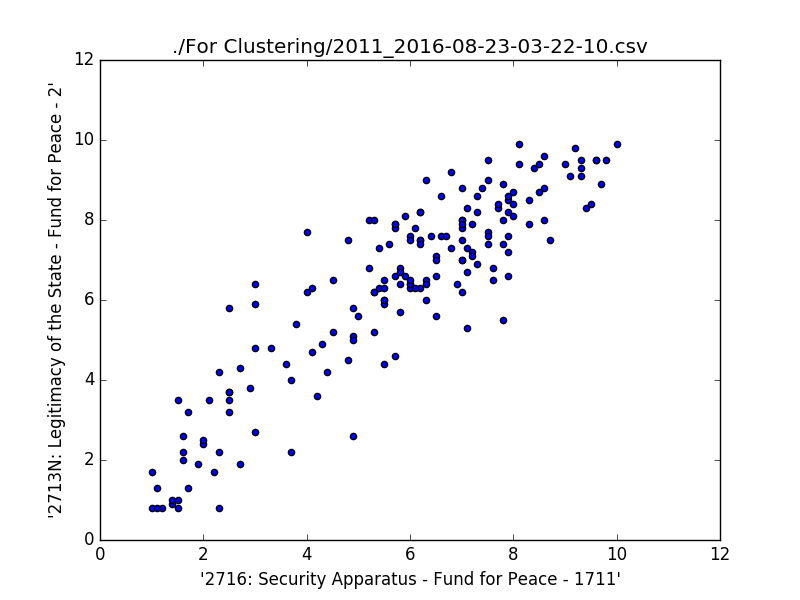 ./For Clustering/2011_2016-08-23-03-22-10.csv
12
10
8
6
4
2
0
'2713N: Legitimacy of the State - Fund for Peace - 2'
0 2 4 6 8 10 12
'2716: Security Apparatus - Fund for Peace - 1711'